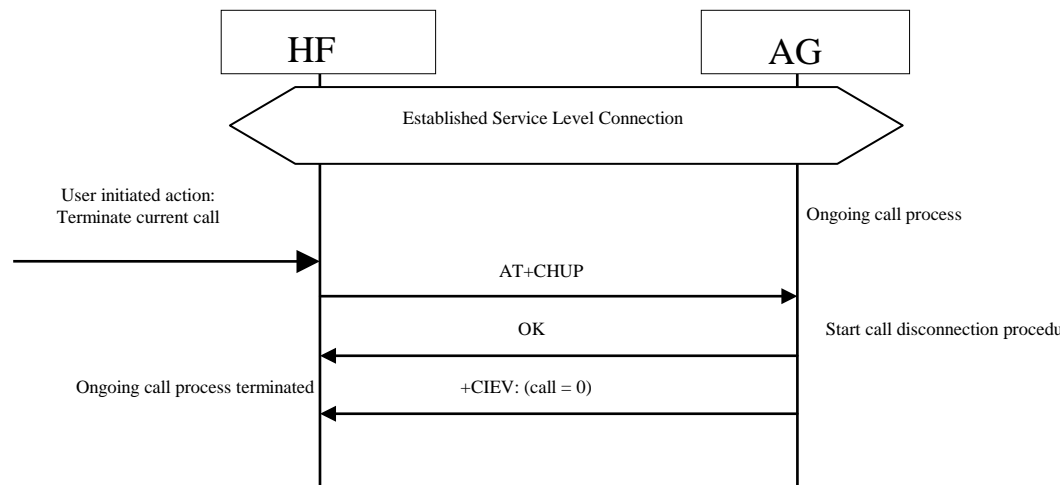 HF
AG
Established Service Level Connection
User initiated action:
Terminate current call
Ongoing call process
AT+CHUP
OK
Start call disconnection procedu
Ongoing call process terminated
+CIEV: (call = 0)